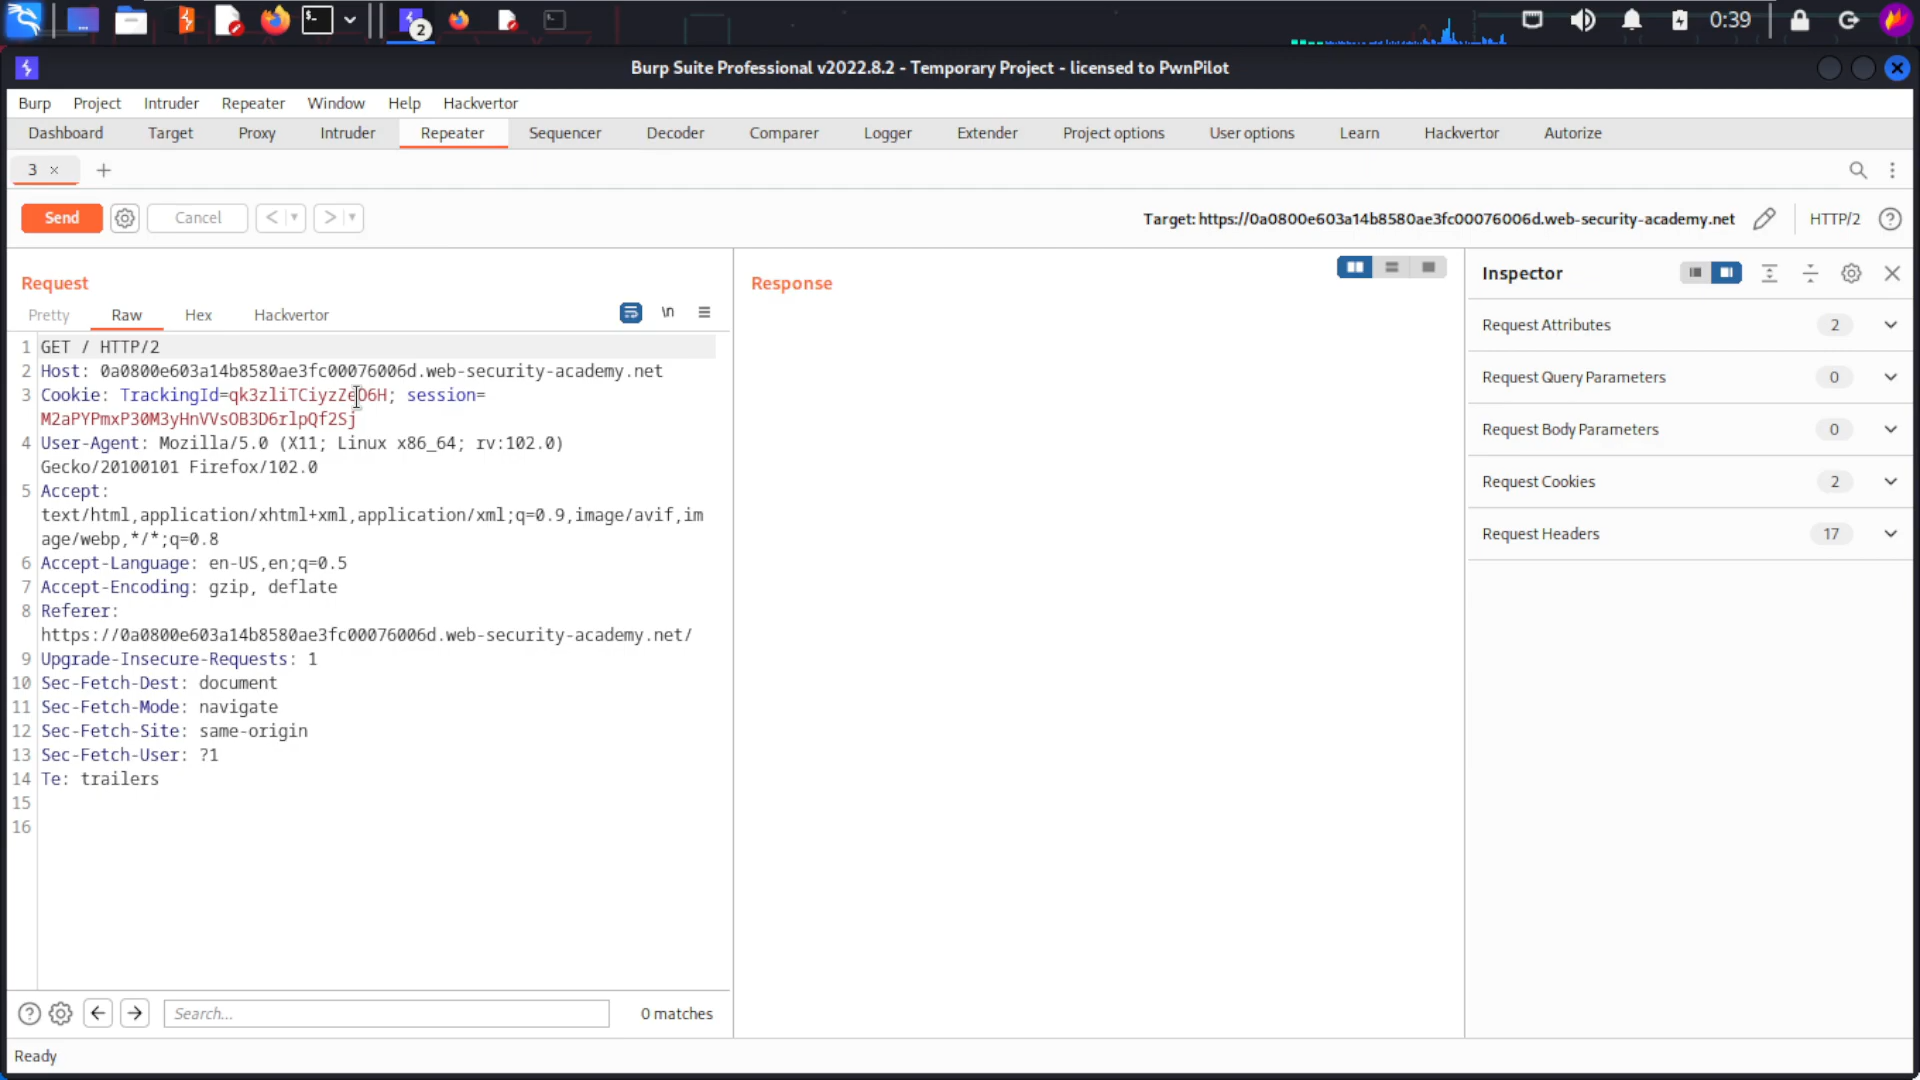 2
0:39
Burp Suite Professional v2022.8.2 - Temporary Project - licensed to PwnPilot
Burp Project Intruder Repeater Window Help Hackvertor
Dashboard Target Proxy Intruder Repeater Sequencer Decoder Comparer Logger Extender Project options User options Learn Hackvertor Autorize
3 × +
Send Cancel < > Target: https://0a0800e603a14b8580ae3fc00076006d.web-security-academy.net HTTP/2 ?
Request
Pretty Raw Hex Hackvertor \n
1 GET / HTTP/2
2 Host: 0a0800e603a14b8580ae3fc00076006d.web-security-academy.net
3 Cookie: TrackingId=qk3zliTCiyzZeD6H; session=
M2aPYPmxP30M3yHnVVsOB3D6rlpQf2Sj
4 User-Agent: Mozilla/5.0 (X11; Linux x86_64; rv:102.0)
Gecko/20100101 Firefox/102.0
5 Accept:
text/html,application/xhtml+xml,application/xml;q=0.9,image/avif,im
age/webp,*/*;q=0.8
6 Accept-Language: en-US,en;q=0.5
7 Accept-Encoding: gzip, deflate
8 Referer:
https://0a0800e603a14b8580ae3fc00076006d.web-security-academy.net/
9 Upgrade-Insecure-Requests: 1
10 Sec-Fetch-Dest: document
11 Sec-Fetch-Mode: navigate
12 Sec-Fetch-Site: same-origin
13 Sec-Fetch-User: ?1
14 Te: trailers
15
16
? Search... 0 matches
Response
Inspector
Request Attributes 2
Request Query Parameters 0
Request Body Parameters 0
Request Cookies 2
Request Headers 17
Ready